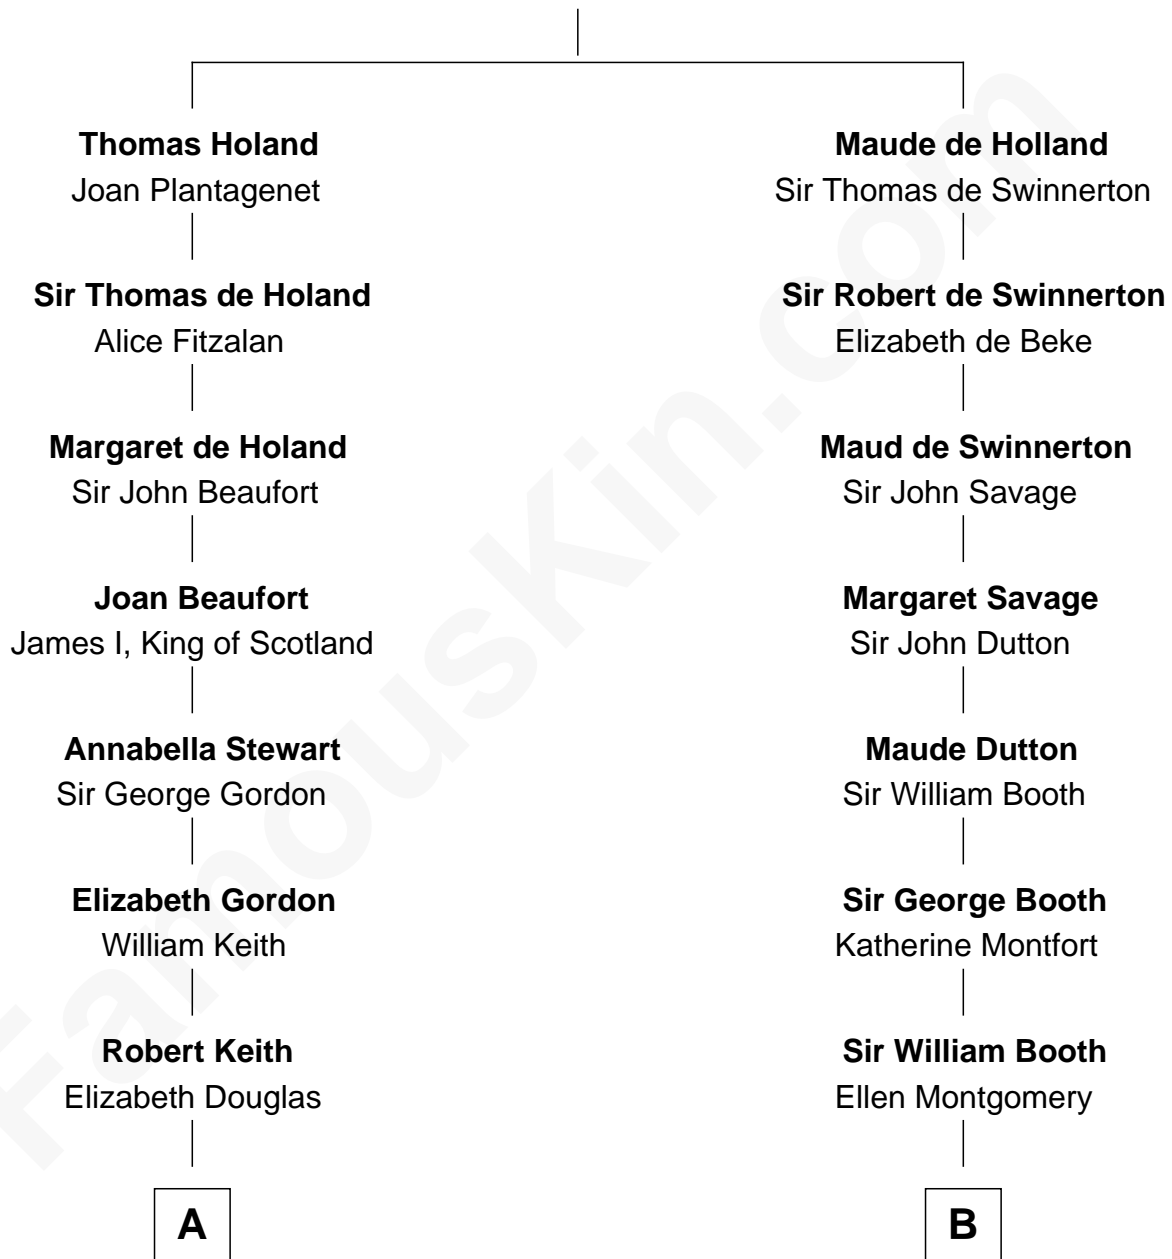 Thomas Holand
Joan Plantagenet
Sir Thomas de Holand
Alice Fitzalan
Margaret de Holand
Sir John Beaufort
Joan Beaufort
James I, King of Scotland
Annabella Stewart
Sir George Gordon
Elizabeth Gordon
William Keith
Robert Keith
Elizabeth Douglas
A
Maude de Holland
Sir Thomas de Swinnerton
Sir Robert de Swinnerton
Elizabeth de Beke
Maud de Swinnerton
Sir John Savage
Margaret Savage
Sir John Dutton
Maude Dutton
Sir William Booth
Sir George Booth
Katherine Montfort
Sir William Booth
Ellen Montgomery
B
FamousKin.com